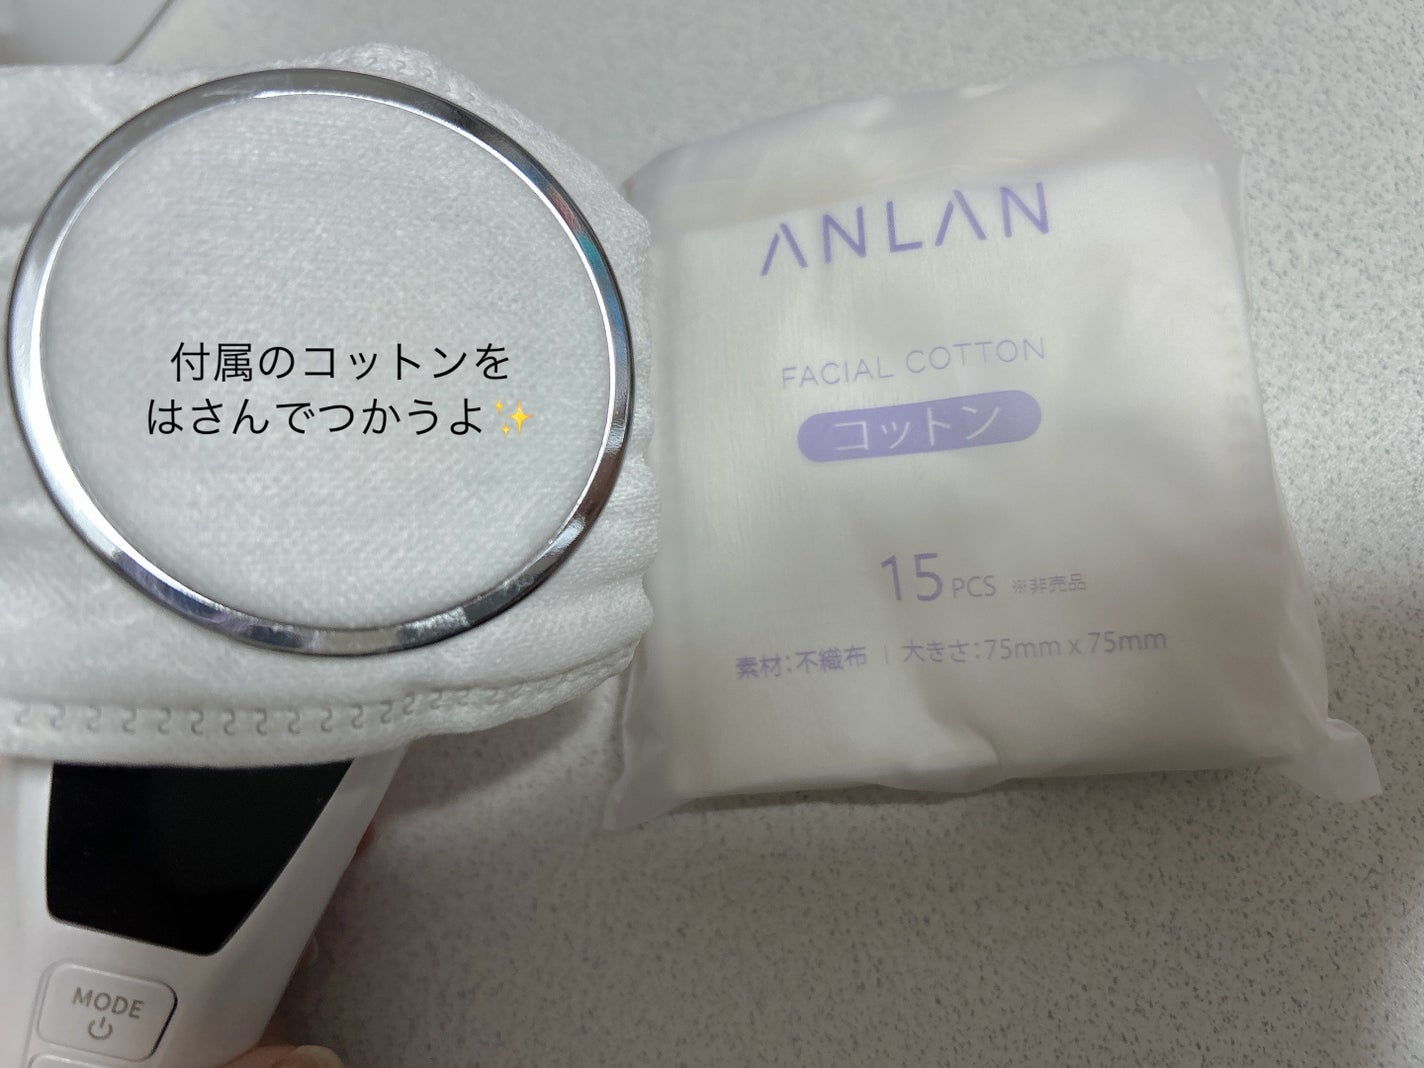 付属のコットンを
はさんでつかうよ✨
ANLAN
FACIAL COTTON
コットン
15 PCS ※非売品
素材:不織布 | 大きさ:75mm x 75mm
MODE